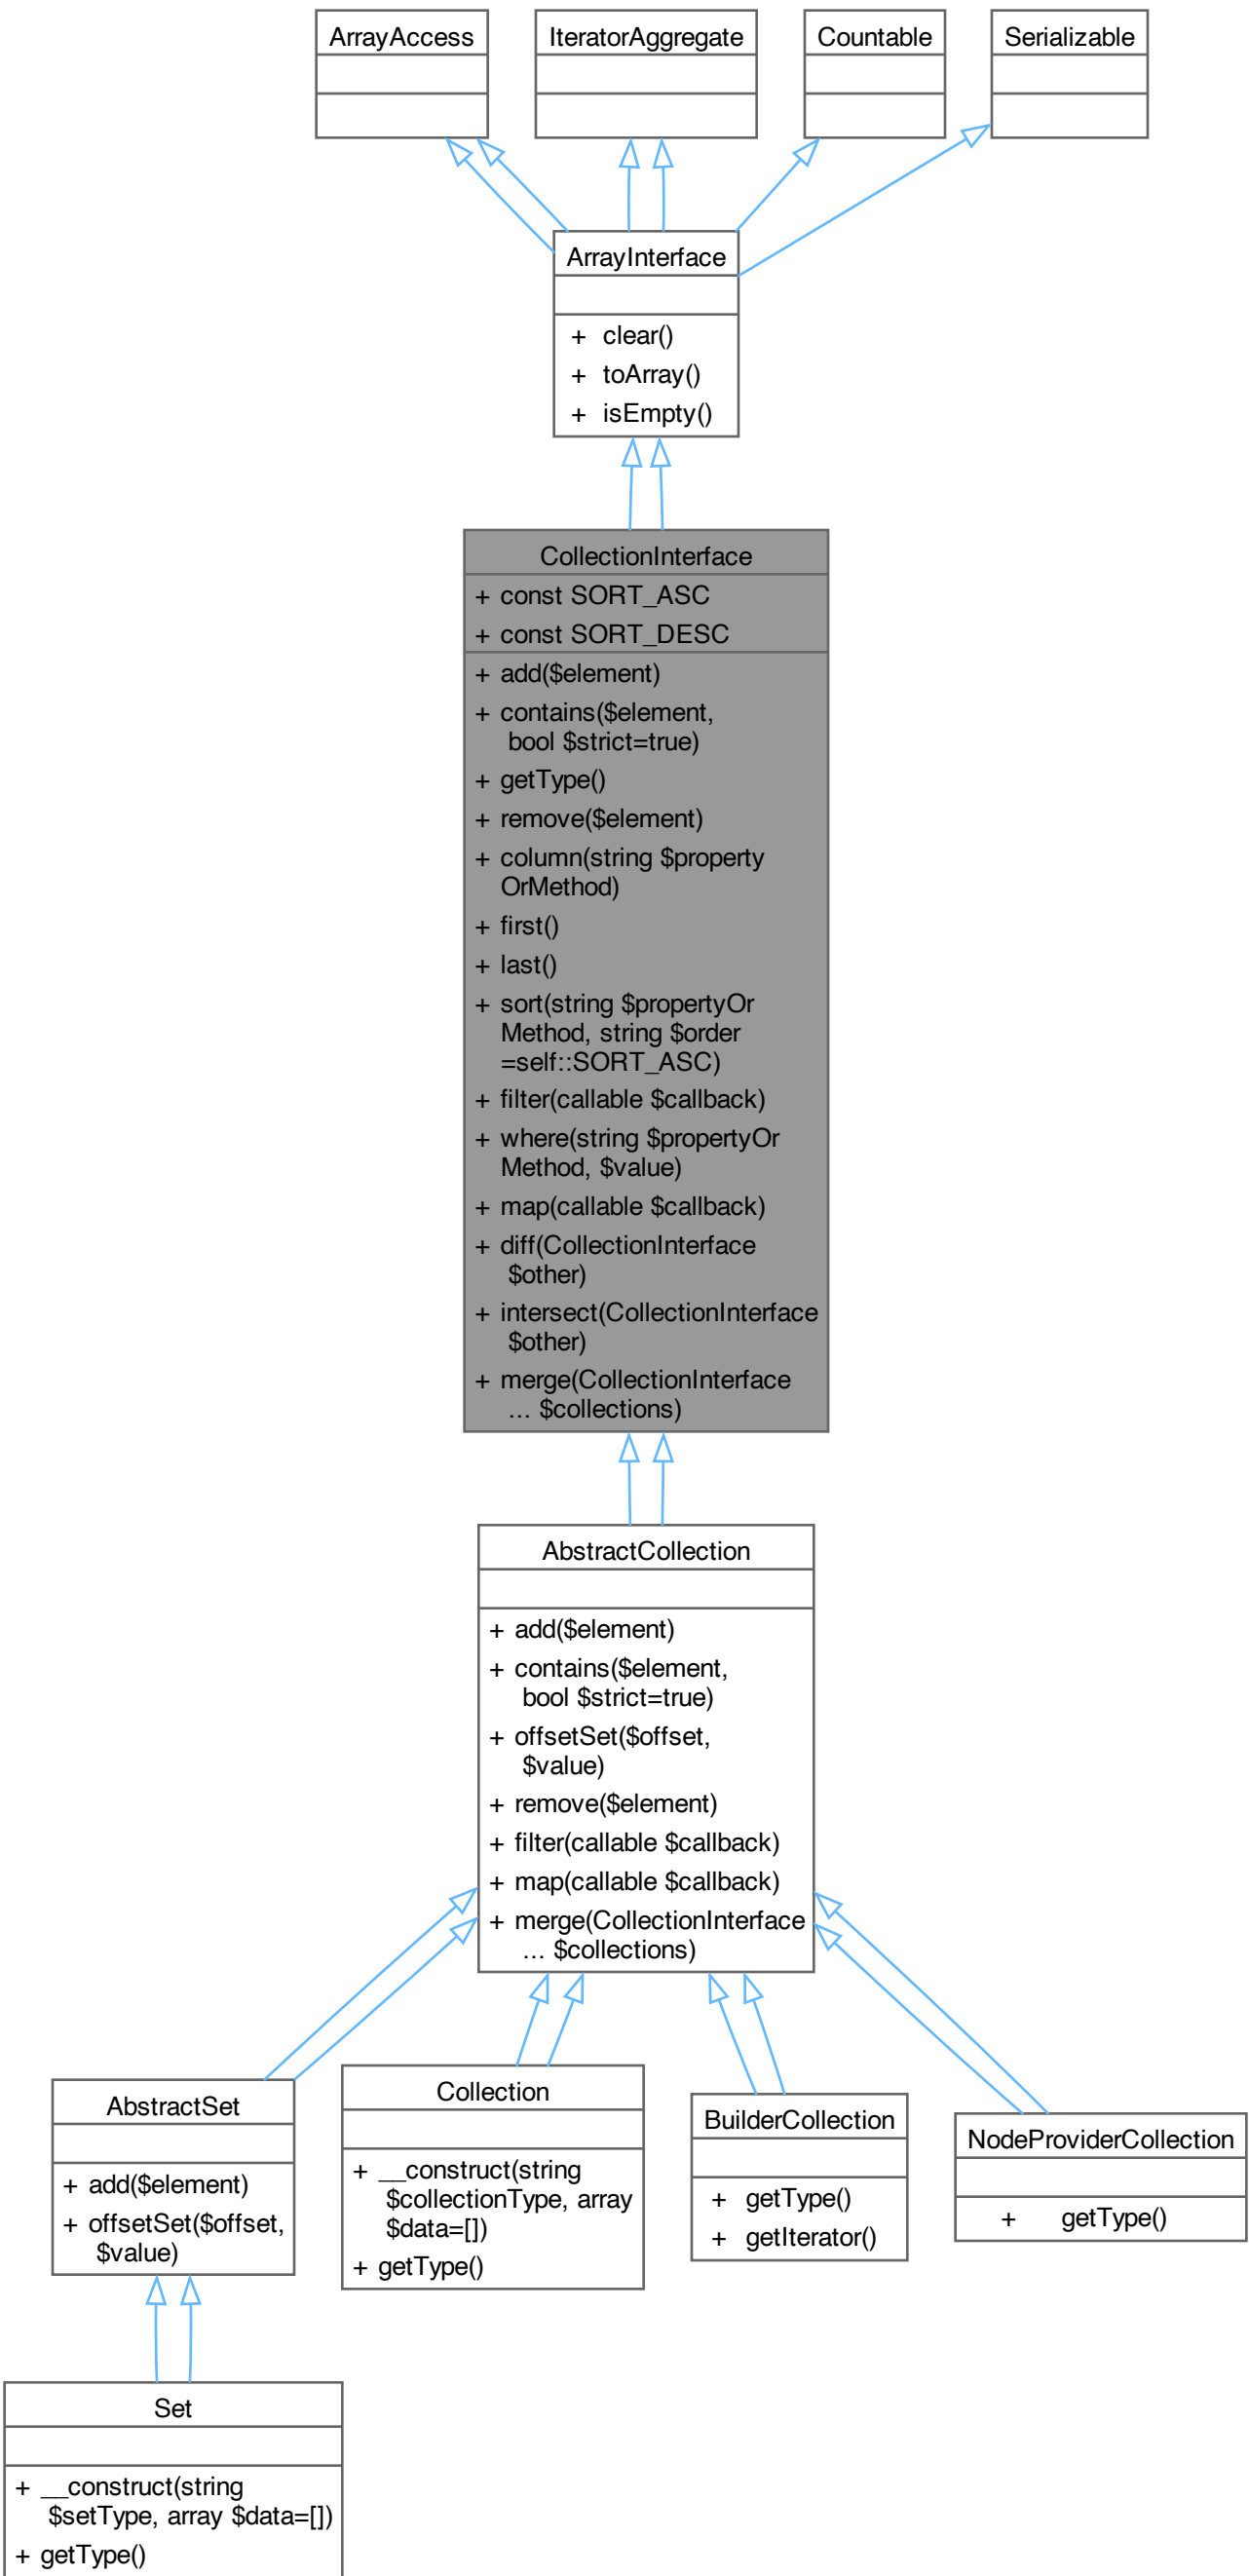 ArrayAccess
IteratorAggregate
Countable
Serializable
ArrayInterface
+ clear()
+ toArray()
+ isEmpty()
CollectionInterface
+ const SORT_ASC
+ const SORT_DESC
+ add($element)
+ contains($element,
bool $strict=true)
+ getType()
+ remove($element)
+ column(string $property
OrMethod)
+ first()
+ last()
+ sort(string $propertyOr
Method, string $order
=self::SORT_ASC)
+ filter(callable $callback)
+ where(string $propertyOr
Method, $value)
+ map(callable $callback)
+ diff(CollectionInterface
$other)
+ intersect(CollectionInterface
$other)
+ merge(CollectionInterface
... $collections)
AbstractCollection
+ add($element)
+ contains($element,
bool $strict=true)
+ offsetSet($offset,
$value)
+ remove($element)
+ filter(callable $callback)
+ map(callable $callback)
+ merge(CollectionInterface
... $collections)
AbstractSet
+ add($element)
+ offsetSet($offset,
$value)
Collection
+ __construct(string
$collectionType, array
$data=[])
+ getType()
BuilderCollection
+ getType()
+ getIterator()
NodeProviderCollection
+ getType()
Set
+ __construct(string
$setType, array $data=[])
+ getType()